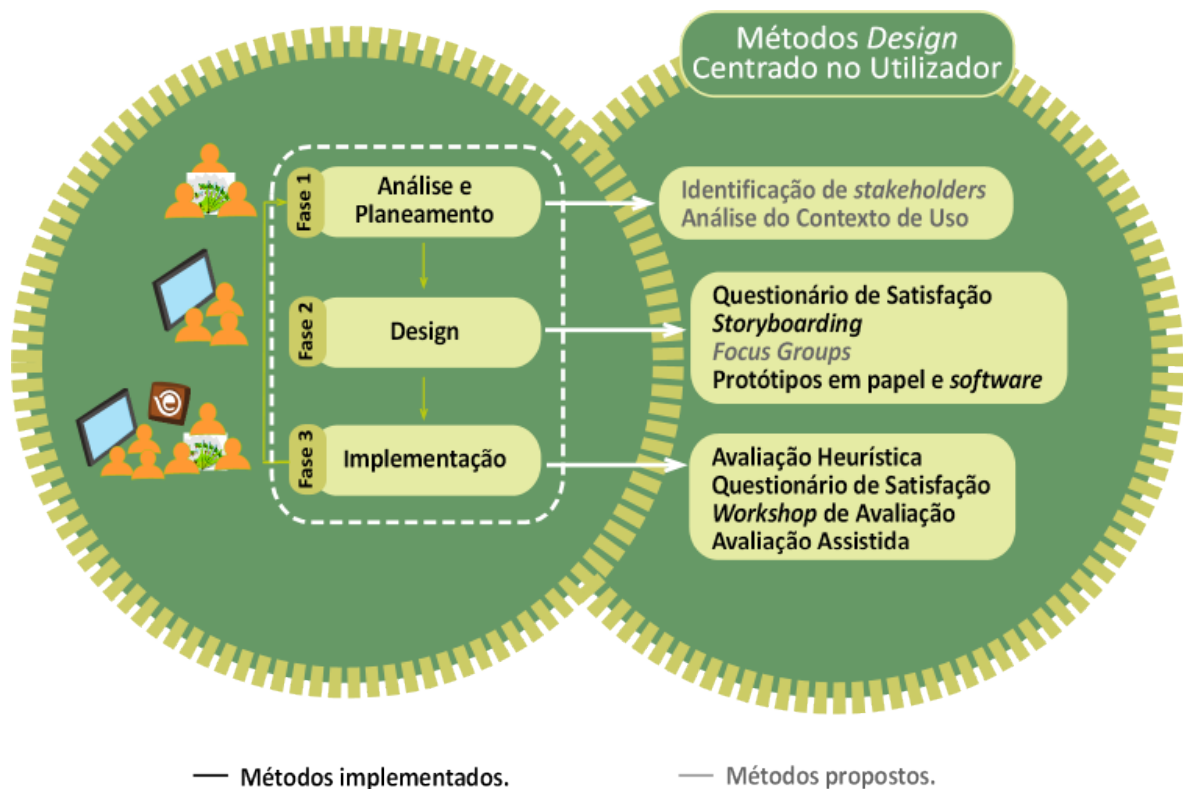 Métodos Design
Centrado no Utilizador
Fase 1
Análise e
Planeamento
Identificação de stakeholders
Análise do Contexto de Uso
Fase 2
Design
Questionário de Satisfação
Storyboarding
Focus Groups
Protótipos em papel e software
Fase 3
Implementação
Avaliação Heurística
Questionário de Satisfação
Workshop de Avaliação
Avaliação Assistida
Métodos implementados.
Métodos propostos.